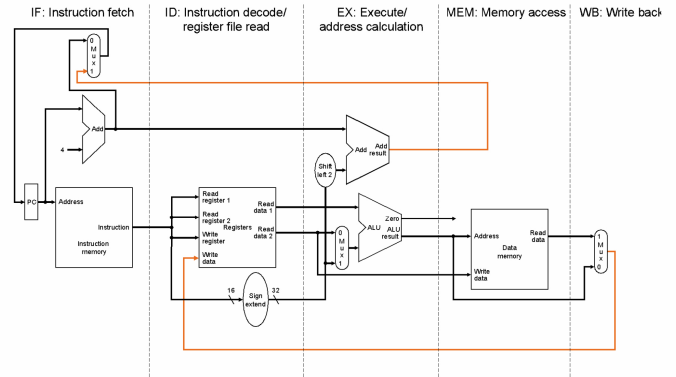 IF: Instruction fetch
ID: Instruction decode/
register file read
EX: Execute/
address calculation
MEM: Memory access
WB: Write back
0
M
u
x
1
Add
4
PC
Address
Instruction
Instruction
memory
Read
register 1
Read
register 2
Write
register
Write
data
Registers
Read
data 1
Read
data 2
16
Sign
extend
32
Shift
left 2
Add
Add
result
0
M
u
x
1
Zero
ALU
ALU
result
Address
Write
data
Data
memory
Read
data
1
M
u
x
0